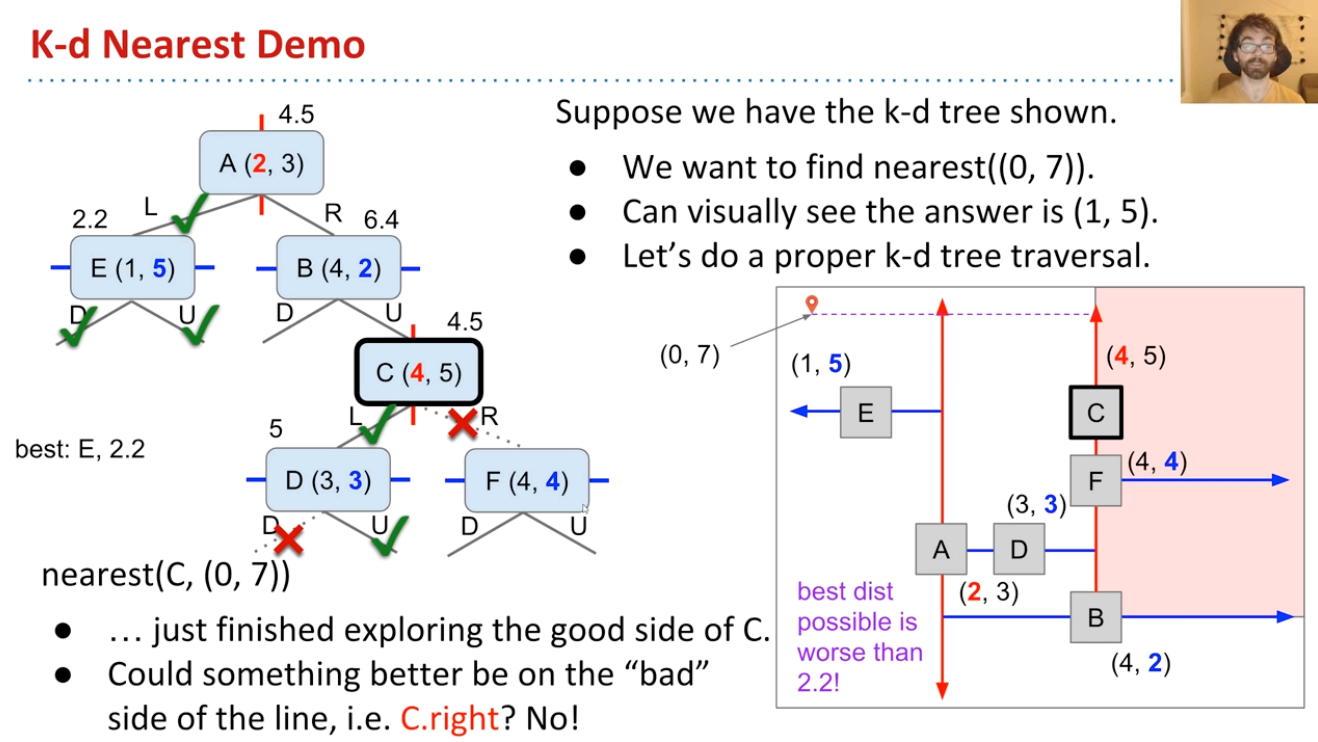 K-d Nearest Demo
4.5
A (2, 3)
L
R
2.2
6.4
E (1, 5)
B (4, 2)
D
U
D
U
4.5
C (4, 5)
L
R
5
best: E, 2.2
D (3, 3)
F (4, 4)
D
U
D
U
nearest(C, (0, 7))
● … just finished exploring the good side of C.
● Could something better be on the “bad”
side of the line, i.e. C.right? No!
Suppose we have the k-d tree shown.
● We want to find nearest((0, 7)).
● Can visually see the answer is (1, 5).
● Let’s do a proper k-d tree traversal.
(0, 7)
(1, 5)
(4, 5)
E
C
(4, 4)
F
(3, 3)
A
D
(2, 3)
best dist
possible is
worse than
2.2!
B
(4, 2)